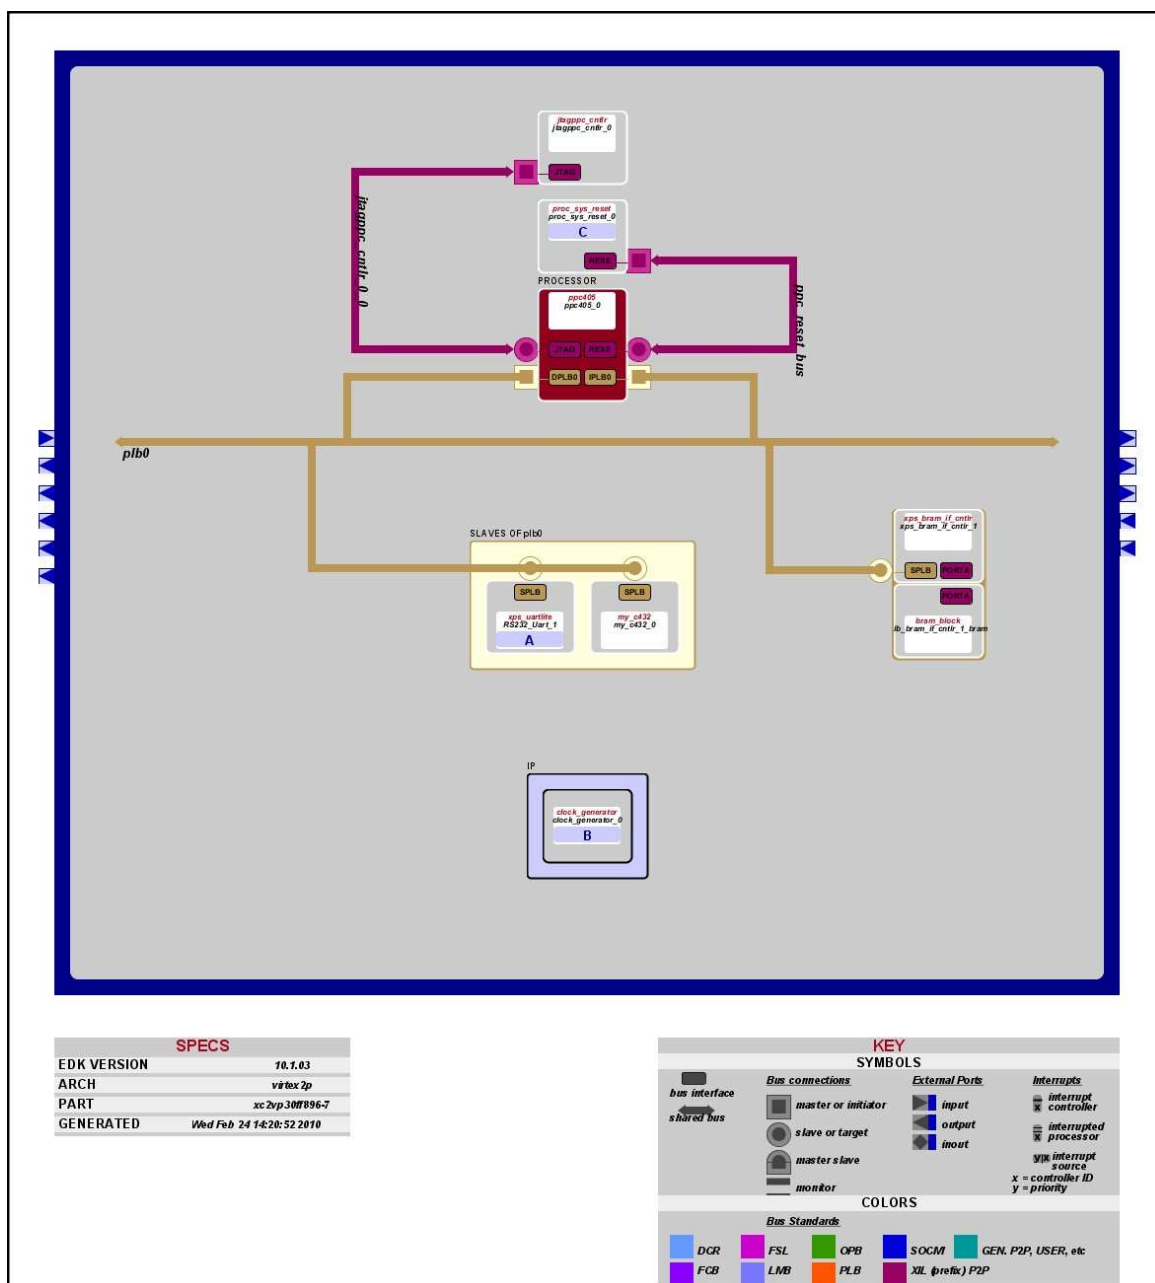 jtagppc_cntlr
jtagppc_cntlr_0
JTAG
jtagppc_cntlr_0_0
proc_sys_reset
proc_sys_reset_0
C
RESE
ppc_reset_bus
PROCESSOR
ppc405
ppc405_0
JTAG RESE
DPLB0 IPLB0
plb0
SLAVES OF plb0
SPLB SPLB
xps_uartlite
RS232_Uart_1
A
my_c432
my_c432_0
xps_bram_if_cntlr
xps_bram_if_cntlr_1
SPLB PORTA
PORTA
bram_block
lb_bram_if_cntlr_1_bram
IP
clock_generator
clock_generator_0
B
SPECS
EDK VERSION 10.1.03
ARCH virtex2p
PART xc2vp30ff896-7
GENERATED Wed Feb 24 14:20:52 2010
KEY
SYMBOLS
bus interface
shared bus
Bus connections
master or initiator
slave or target
master slave
monitor
External Ports
input
output
inout
Interrupts
x interrupt controller
x interrupted processor
y x interrupt source
x = controller ID
y = priority
COLORS
Bus Standards
DCR FSL OPB SOCM GEN. P2P, USER, etc
FCB LMB PLB XIL (prefix) P2P